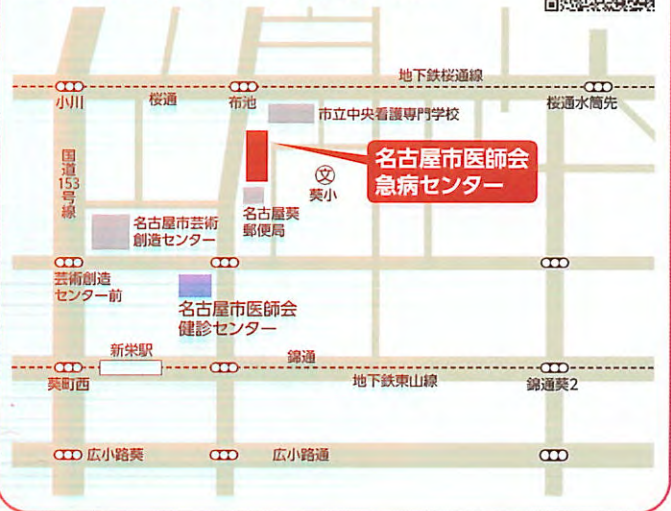 地下鉄桜通線
小川
桜通
布池
桜通水筒先
市立中央看護専門学校
国道153号線
名古屋市医師会
急病センター
文
葵小
名古屋葵
郵便局
名古屋市芸術
創造センター
芸術創造
センター前
名古屋市医師会
健診センター
新栄駅
錦通
葵町西
地下鉄東山線
錦通葵2
広小路葵
広小路通